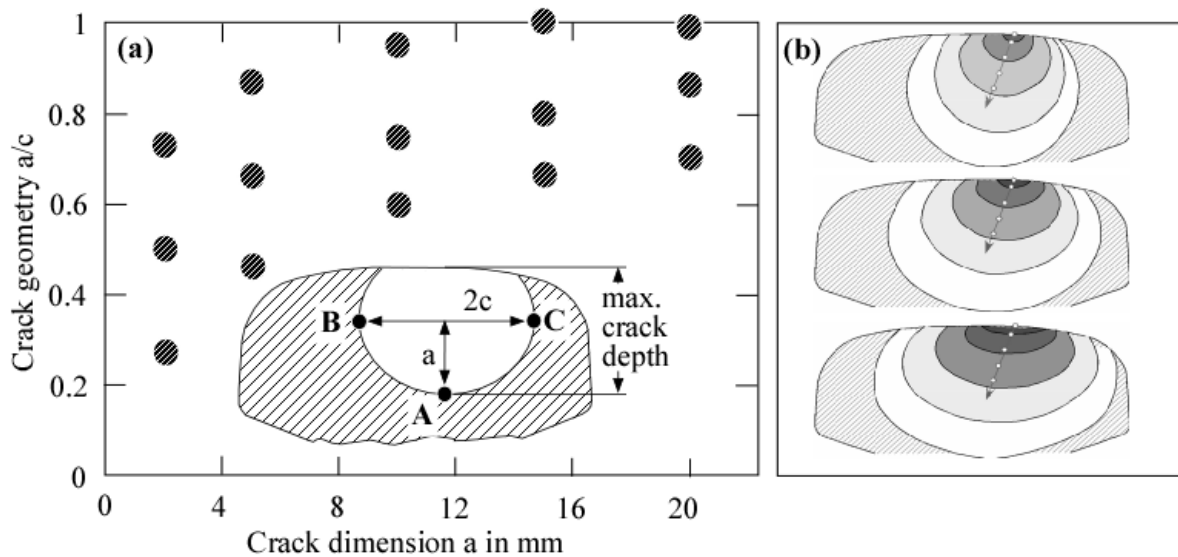 (a)
(b)
1
0.8
0.6
0.4
0.2
0
Crack geometry a/c
2c
B
C
a
A
max.
crack
depth
0
4
8
12
16
20
Crack dimension a in mm